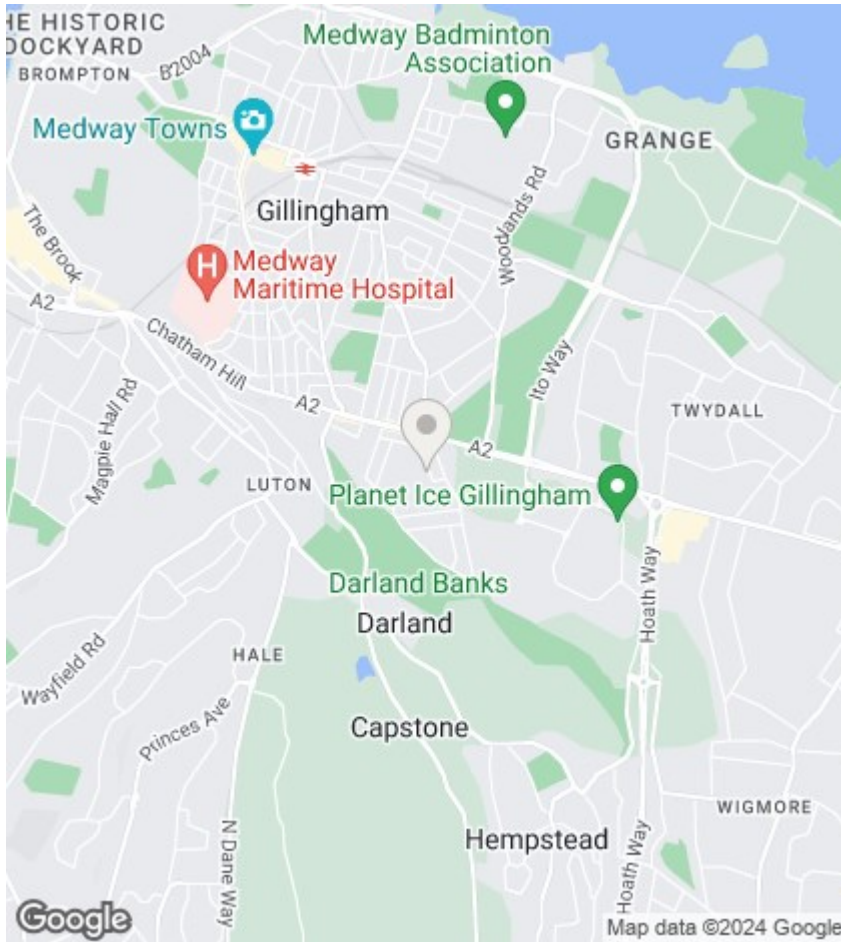 HE HISTORIC
DOCKYARD
BROMPTON
B2004
Medway Badminton
Association
Medway Towns
GRANGE
Gillingham
Woodlands Rd
The Brook
H
Medway
Maritime Hospital
A2
Chatham Hill
Ito Way
A2
TWYDALL
Magpie Hall Rd
A2
LUTON
Planet Ice Gillingham
Darland Banks
Darland
Hoath Way
HALE
Wayfield Rd
Princes Ave
Capstone
WIGMORE
Hempstead
N Dane Way
Hoath Way
Google
Map data ©2024 Google